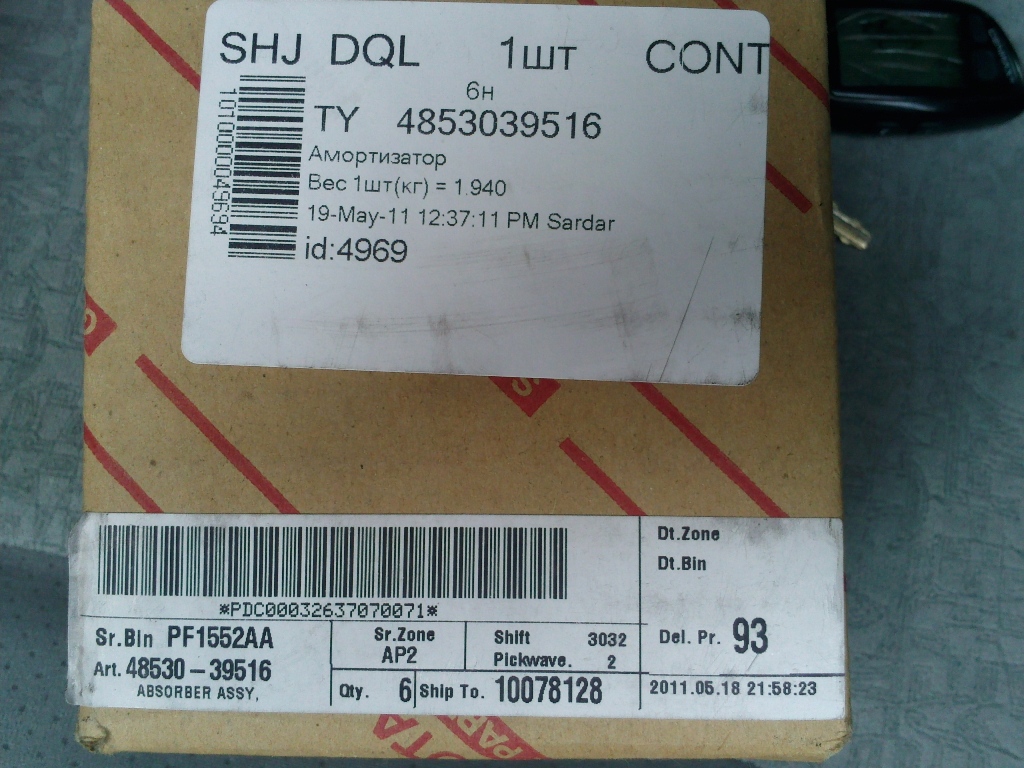 SHJ DQL 1шт CONT
6н
TY 4853039516
Амортизатор
Вес 1шт(кг) = 1.940
19-May-11 12:37:11 PM Sardar
id:4969
1010000049694
*PDC00032637070071*
Sr.Bin PF1552AA
Art. 48530-39516
ABSORBER ASSY,
Sr.Zone
AP2
Shift 3032
Pickwave. 2
Qty. 6
Ship To. 10078128
Dt.Zone
Dt.Bin
Del. Pr. 93
2011.05.18 21:58:23